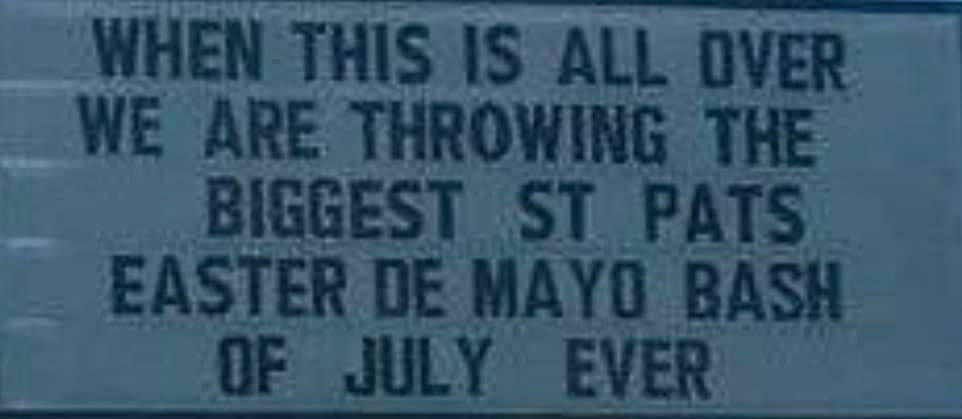 WHEN THIS IS ALL OVER
WE ARE THROWING THE
BIGGEST ST PATS
EASTER DE MAYO BASH
OF JULY EVER